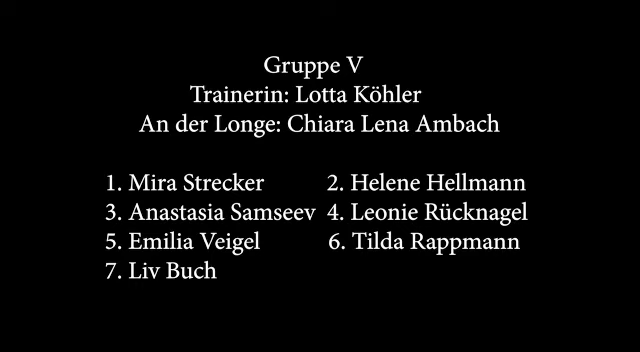 Gruppe V
Trainerin: Lotta Köhler
An der Longe: Chiara Lena Ambach
1. Mira Strecker 2. Helene Hellmann
3. Anastasia Samseev 4. Leonie Rücknagel
5. Emilia Veigel 6. Tilda Rappmann
7. Liv Buch